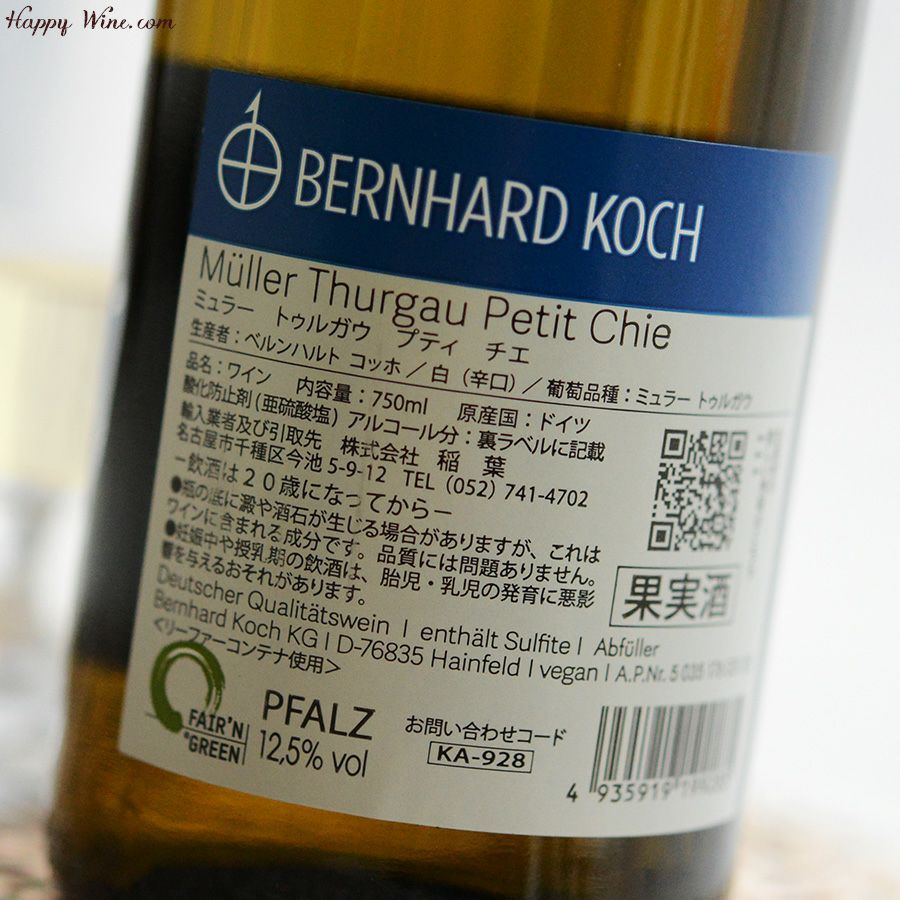 Happy Wine.com
BERNHARD KOCH
Müller Thurgau Petit Chie
ミュラー トゥルガウ プティ チエ
生産者:ベルンハルト コッホ／白（辛口）／葡萄品種:ミュラー トゥルガウ
品名:ワイン 内容量:750ml 原産国:ドイツ
酸化防止剤(亜硫酸塩) アルコール分:裏ラベルに記載
輸入業者及び引取先 株式会社 稲葉
名古屋市千種区今池 5-9-12 TEL (052) 741-4702
－飲酒は２０歳になってから－
●瓶の底に澱や酒石が生じる場合がありますが、これは
ワインに含まれる成分です。品質には問題ありません。
●妊娠中や授乳期の飲酒は、胎児・乳児の発育に悪影
響を与えるおそれがあります。
果実酒
Deutscher Qualitätswein I enthält Sulfite I Abfüller
Bernhard Koch KG I D-76835 Hainfeld I vegan I A.P.Nr. 5 035
<リーファーコンテナ使用>
FAIR'N GREEN
PFALZ
12,5% vol
お問い合わせコード
KA-928
4 935919